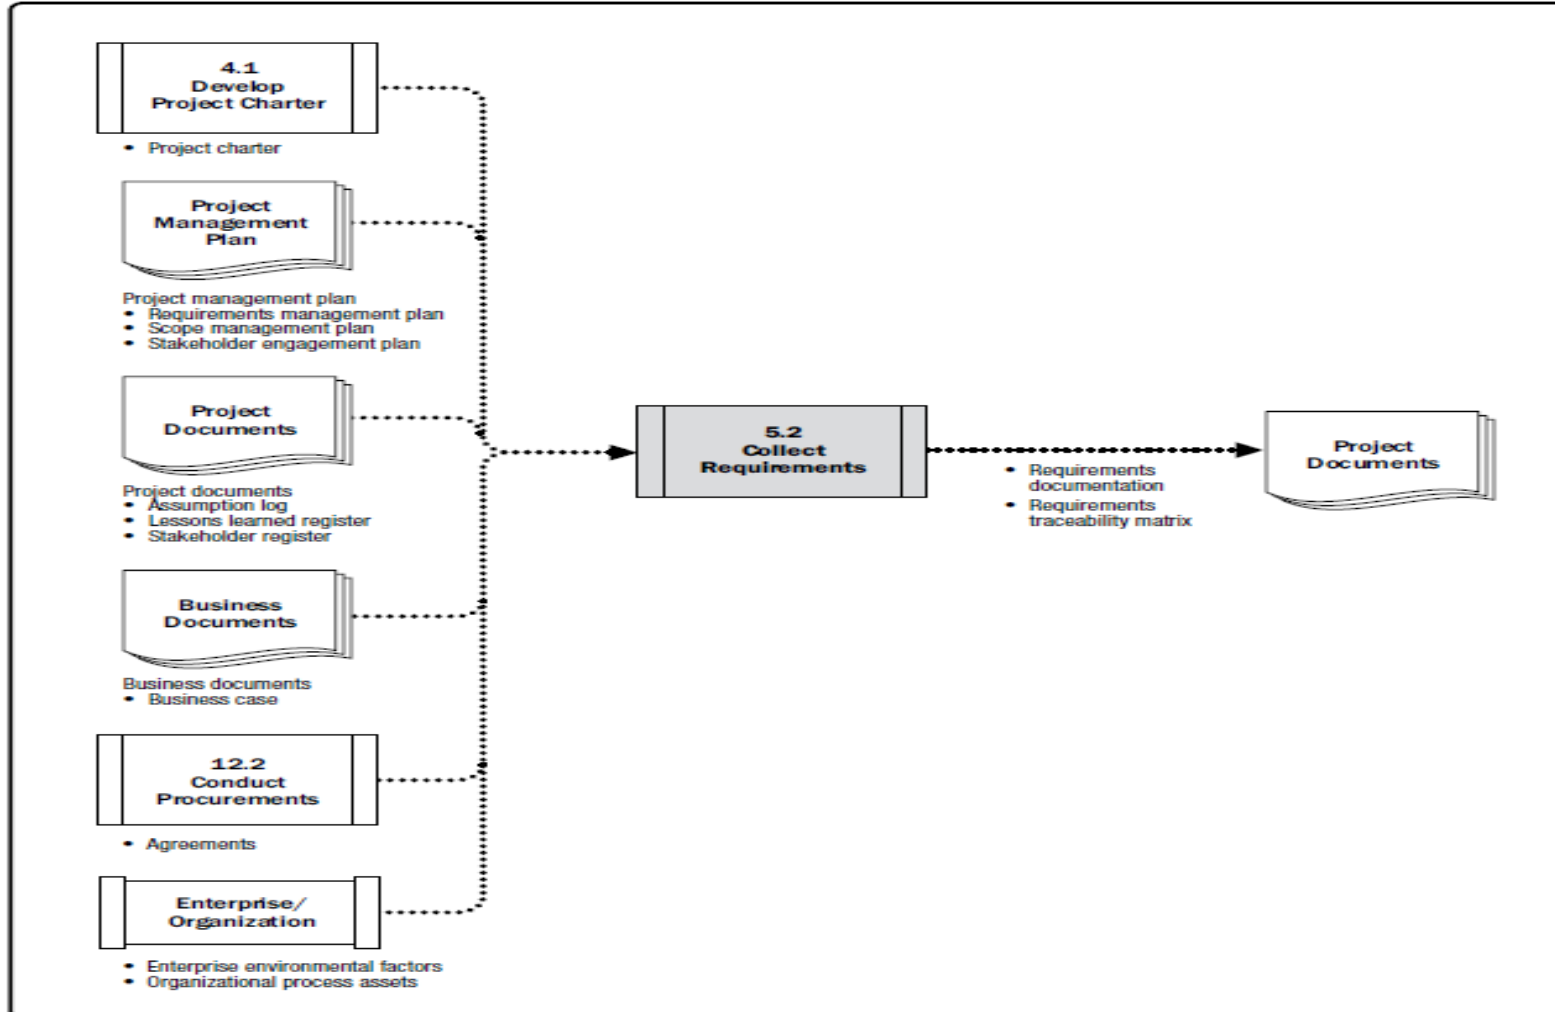 4.1
Develop
Project Charter
• Project charter
Project
Management
Plan
Project management plan
• Requirements management plan
• Scope management plan
• Stakeholder engagement plan
Project
Documents
Project documents
• Assumption log
• Lessons learned register
• Stakeholder register
Business
Documents
Business documents
• Business case
12.2
Conduct
Procurements
• Agreements
Enterprise/
Organization
• Enterprise environmental factors
• Organizational process assets
5.2
Collect
Requirements
• Requirements
documentation
• Requirements
traceability matrix
Project
Documents